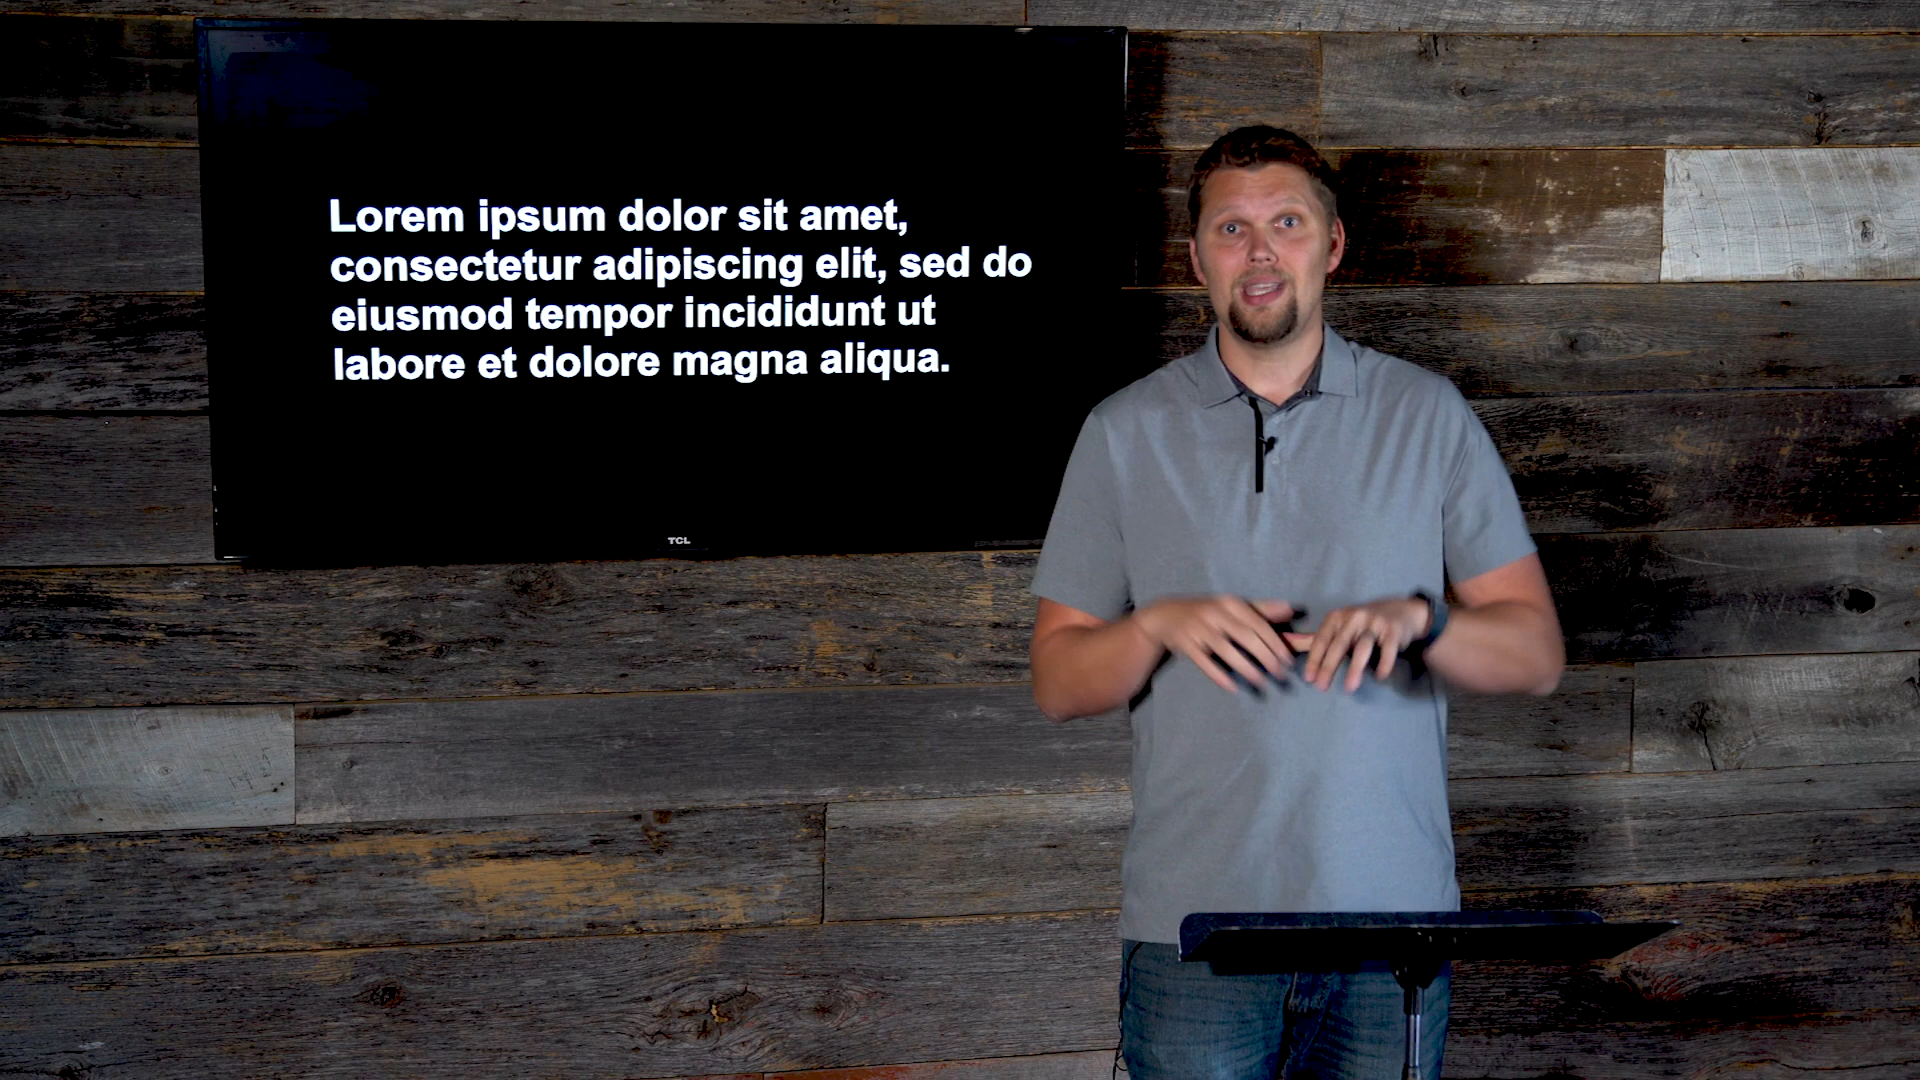 Lorem ipsum dolor sit amet,
consectetur adipiscing elit, sed do
eiusmod tempor incididunt ut
labore et dolore magna aliqua.
TCL